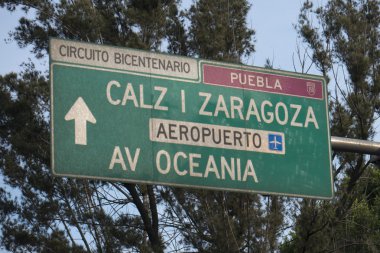 CIRCUITO BICENTENARIO
PUEBLA
CALZ I ZARAGOZA
AEROPUERTO
AV OCEANIA